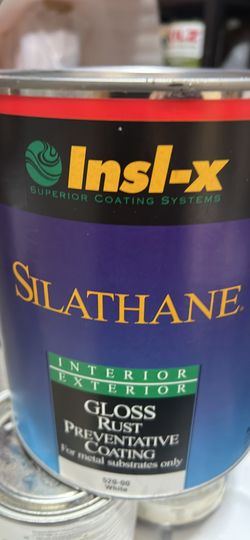 Insl-x
SUPERIOR COATING SYSTEMS
SILATHANE
INTERIOR
EXTERIOR
GLOSS
RUST
PREVENTATIVE
COATING
For metal substrates only
White